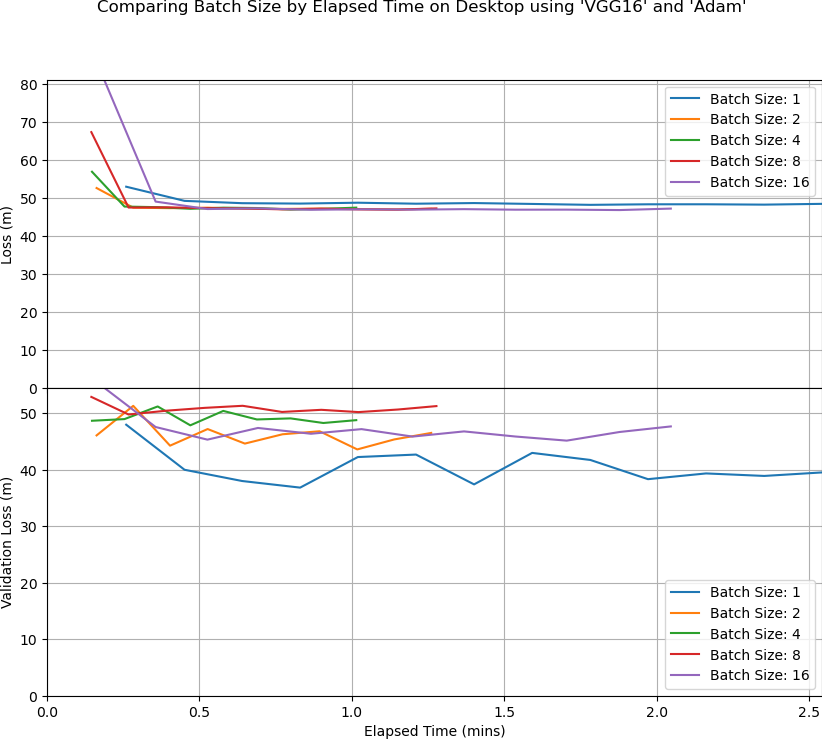 Comparing Batch Size by Elapsed Time on Desktop using 'VGG16' and 'Adam'
80
70
60
50
40
30
20
10
0
Loss (m)
Batch Size: 1
Batch Size: 2
Batch Size: 4
Batch Size: 8
Batch Size: 16
50
40
30
20
10
0
Validation Loss (m)
Batch Size: 1
Batch Size: 2
Batch Size: 4
Batch Size: 8
Batch Size: 16
0.0 0.5 1.0 1.5 2.0 2.5
Elapsed Time (mins)